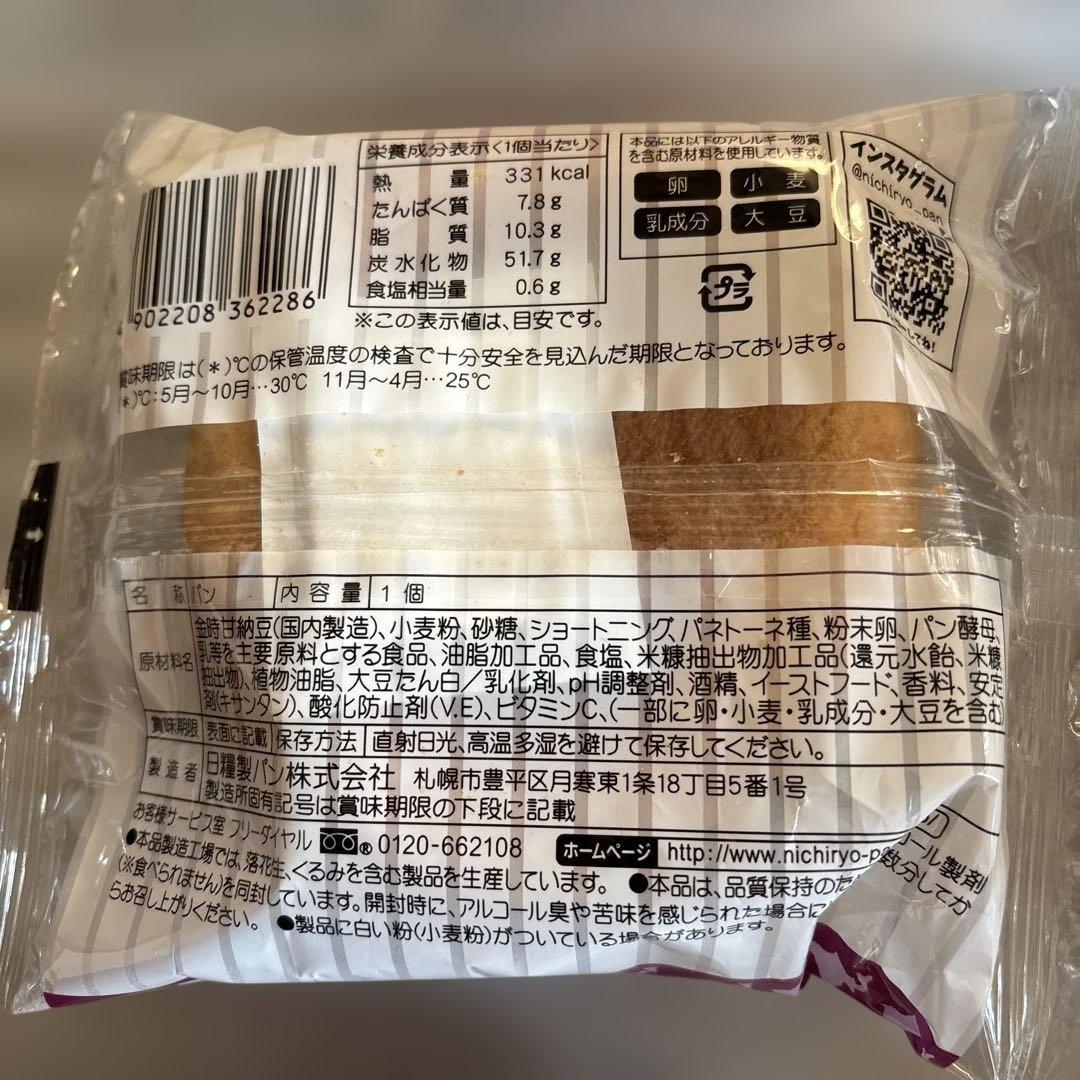 栄養成分表示〈1個当たり〉
熱量 331kcal
たんぱく質 7.8g
脂質 10.3g
炭水化物 51.7g
食塩相当量 0.6g
※この表示値は、目安です。
本品には以下のアレルギー物質
を含む原材料を使用しています。
卵 小麦
乳成分 大豆
プラ
インスタグラム
@nichiryo_pan
4 902208 362286
賞味期限は(*)℃の保管温度の検査で十分安全を見込んだ期限となっております。
(*)℃:5月～10月…30℃ 11月～4月…25℃
名称 パン 内容量 1個
原材料名 金時甘納豆(国内製造)、小麦粉、砂糖、ショートニング、パネトーネ種、粉末卵、パン酵母、
乳等を主要原料とする食品、油脂加工品、食塩、米糠抽出物加工品(還元水飴、米糠
抽出物)、植物油脂、大豆たん白/乳化剤、pH調整剤、酒精、イーストフード、香料、安定
剤(キサンタン)、酸化防止剤(V.E)、ビタミンC、(一部に卵・小麦・乳成分・大豆を含む
賞味期限 表面に記載 保存方法 直射日光、高温多湿を避けて保存してください。
製造者 日糧製パン株式会社 札幌市豊平区月寒東1条18丁目5番1号
製造所固有記号は賞味期限の下段に記載
お客様サービス室 フリーダイヤル ® 0120-662108 ホームページ http://www.nichiryo-p
●本品製造工場では、落花生、くるみを含む製品を生産しています。 ●本品は、品質保持のた ール製剤
(※食べられません)を同封しています。開封時に、アルコール臭や苦味を感じられた場合に 数分してか
らお召し上がりください。 ●製品に白い粉(小麦粉)がついている場合があります。